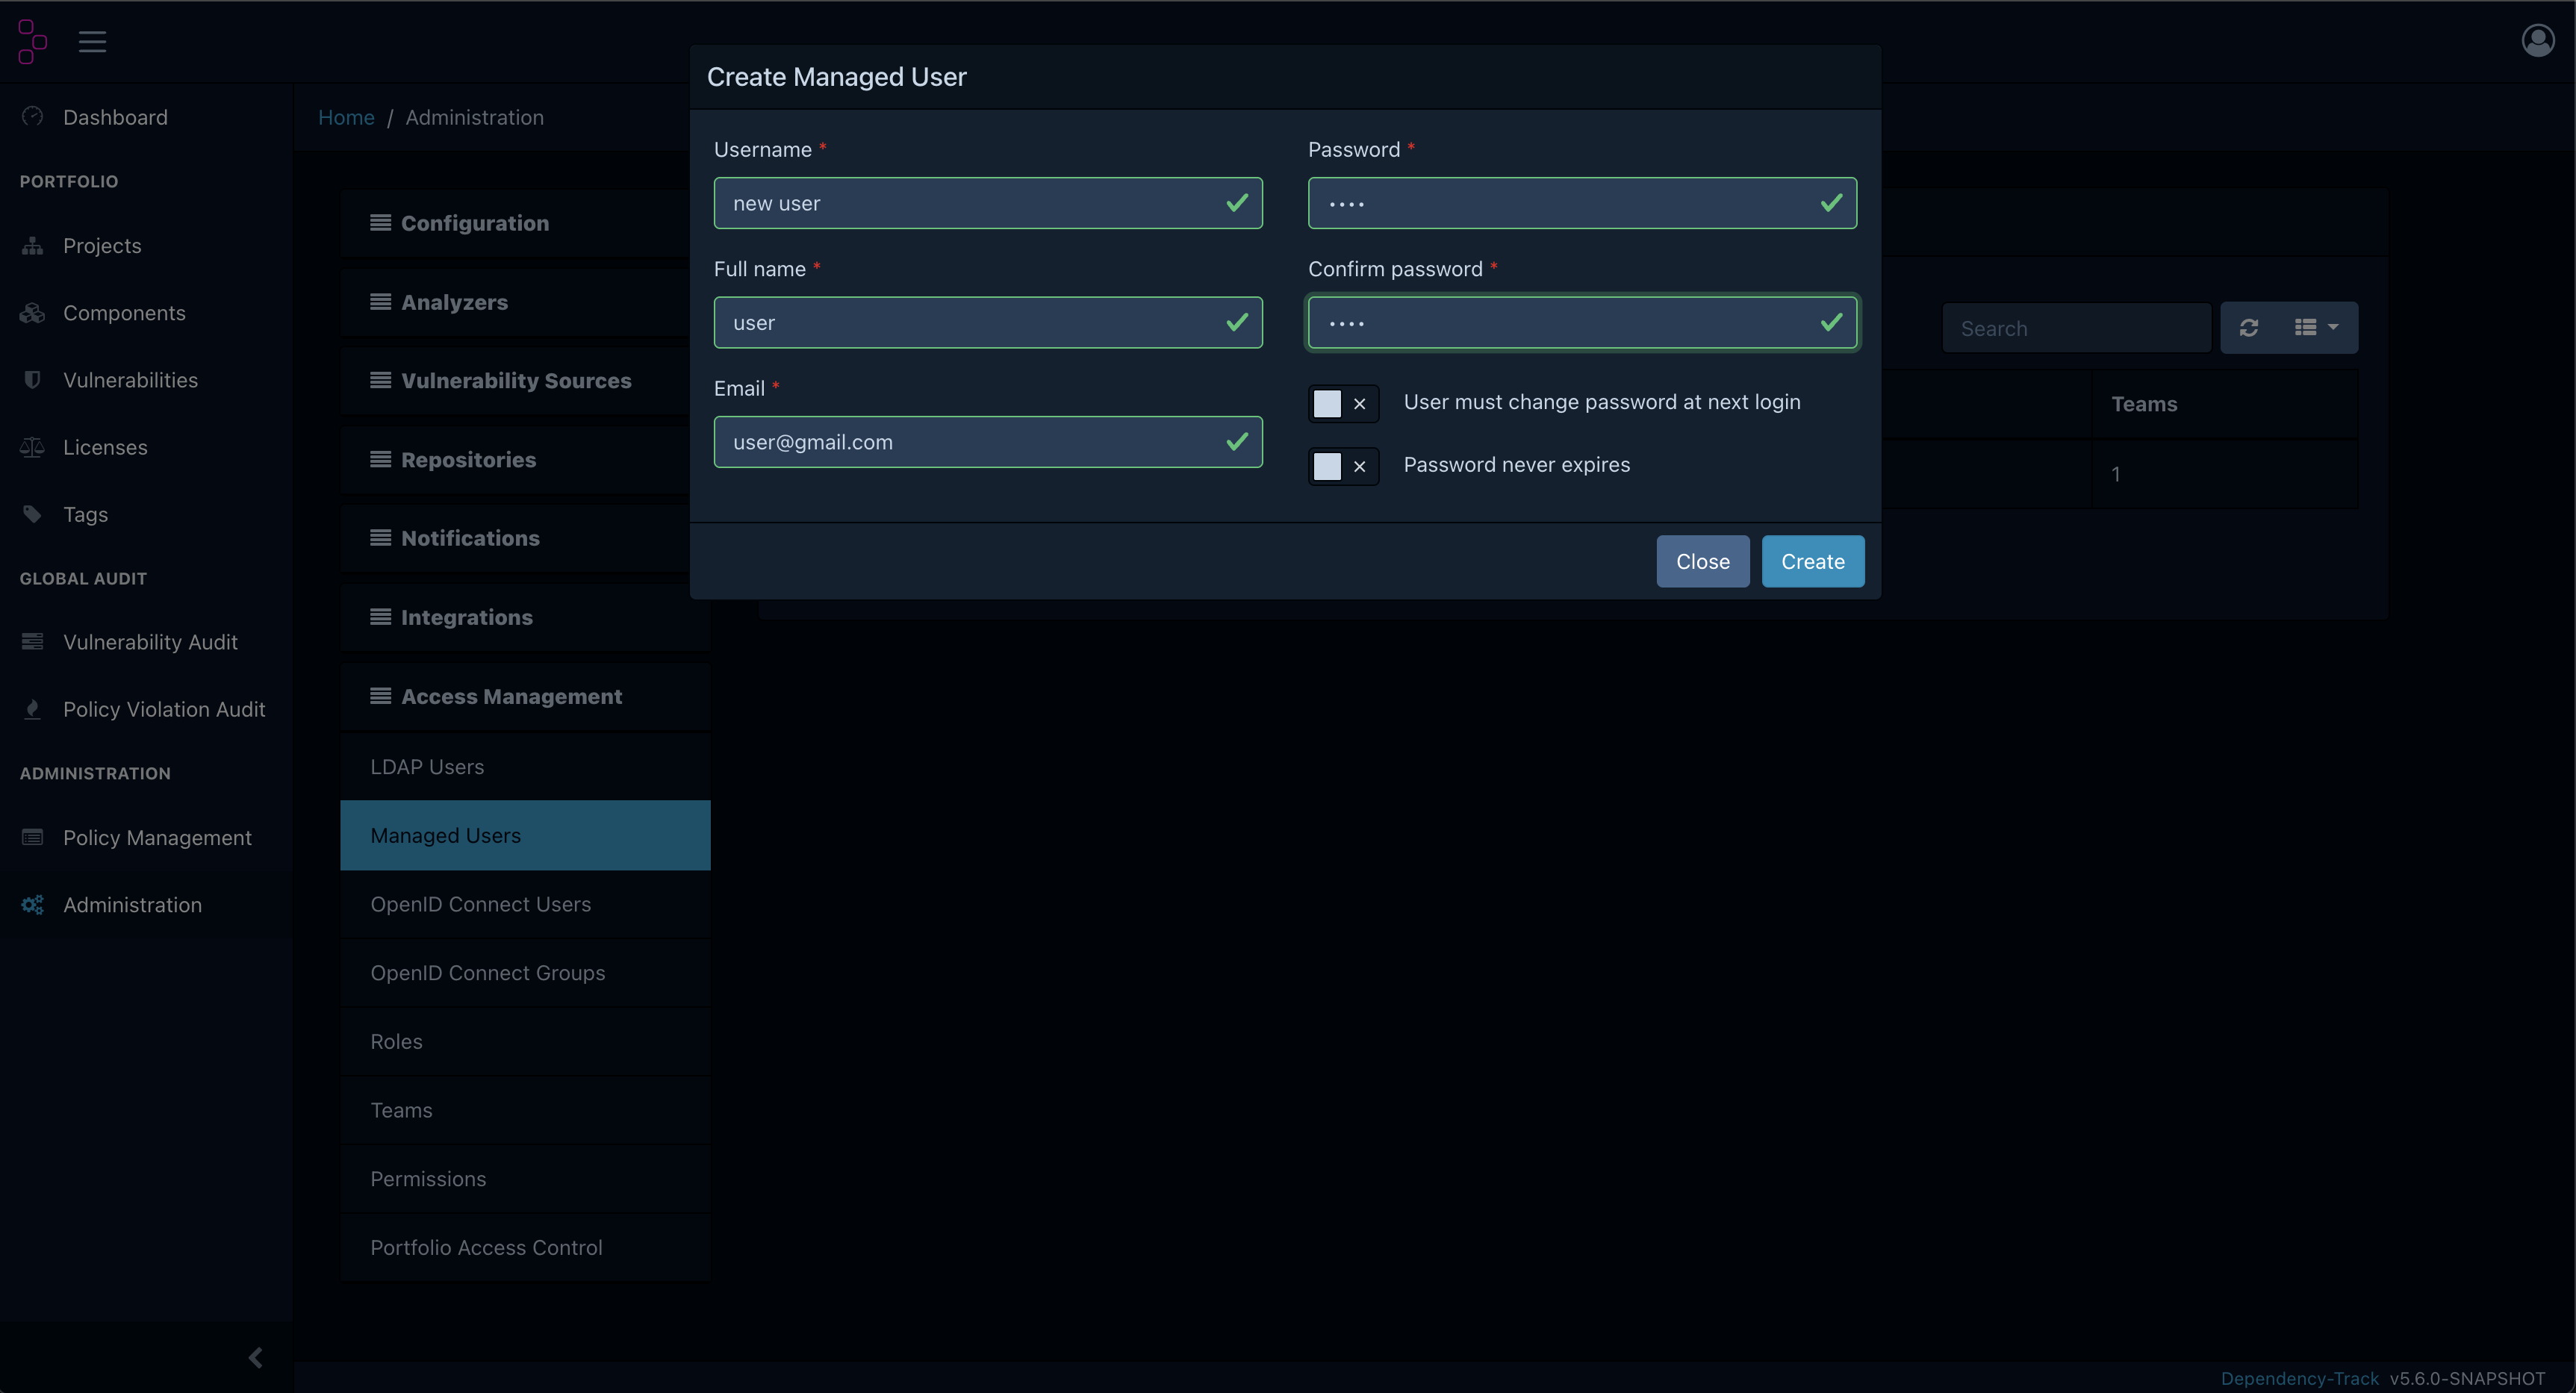 Create Managed User
Dashboard
Home / Administration
PORTFOLIO
Projects
Components
Vulnerabilities
Licenses
Tags
GLOBAL AUDIT
Vulnerability Audit
Policy Violation Audit
ADMINISTRATION
Policy Management
Administration
Configuration
Analyzers
Vulnerability Sources
Repositories
Notifications
Integrations
Access Management
LDAP Users
Managed Users
OpenID Connect Users
OpenID Connect Groups
Roles
Teams
Permissions
Portfolio Access Control
Username *
new user
Full name *
user
Email *
user@gmail.com
Password *
••••
Confirm password *
••••
User must change password at next login
Password never expires
Close
Create
Search
Teams
1
Dependency-Track v5.6.0-SNAPSHOT